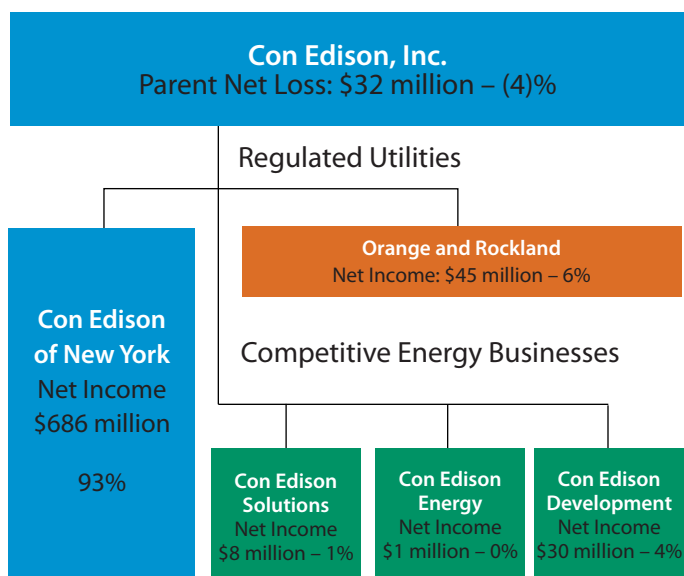 Con Edison, Inc.
Parent Net Loss: $32 million – (4)%
Regulated Utilities
Orange and Rockland
Net Income: $45 million – 6%
Con Edison
of New York
Net Income
$686 million
93%
Competitive Energy Businesses
Con Edison
Solutions
Net Income
$8 million – 1%
Con Edison
Energy
Net Income
$1 million – 0%
Con Edison
Development
Net Income
$30 million – 4%